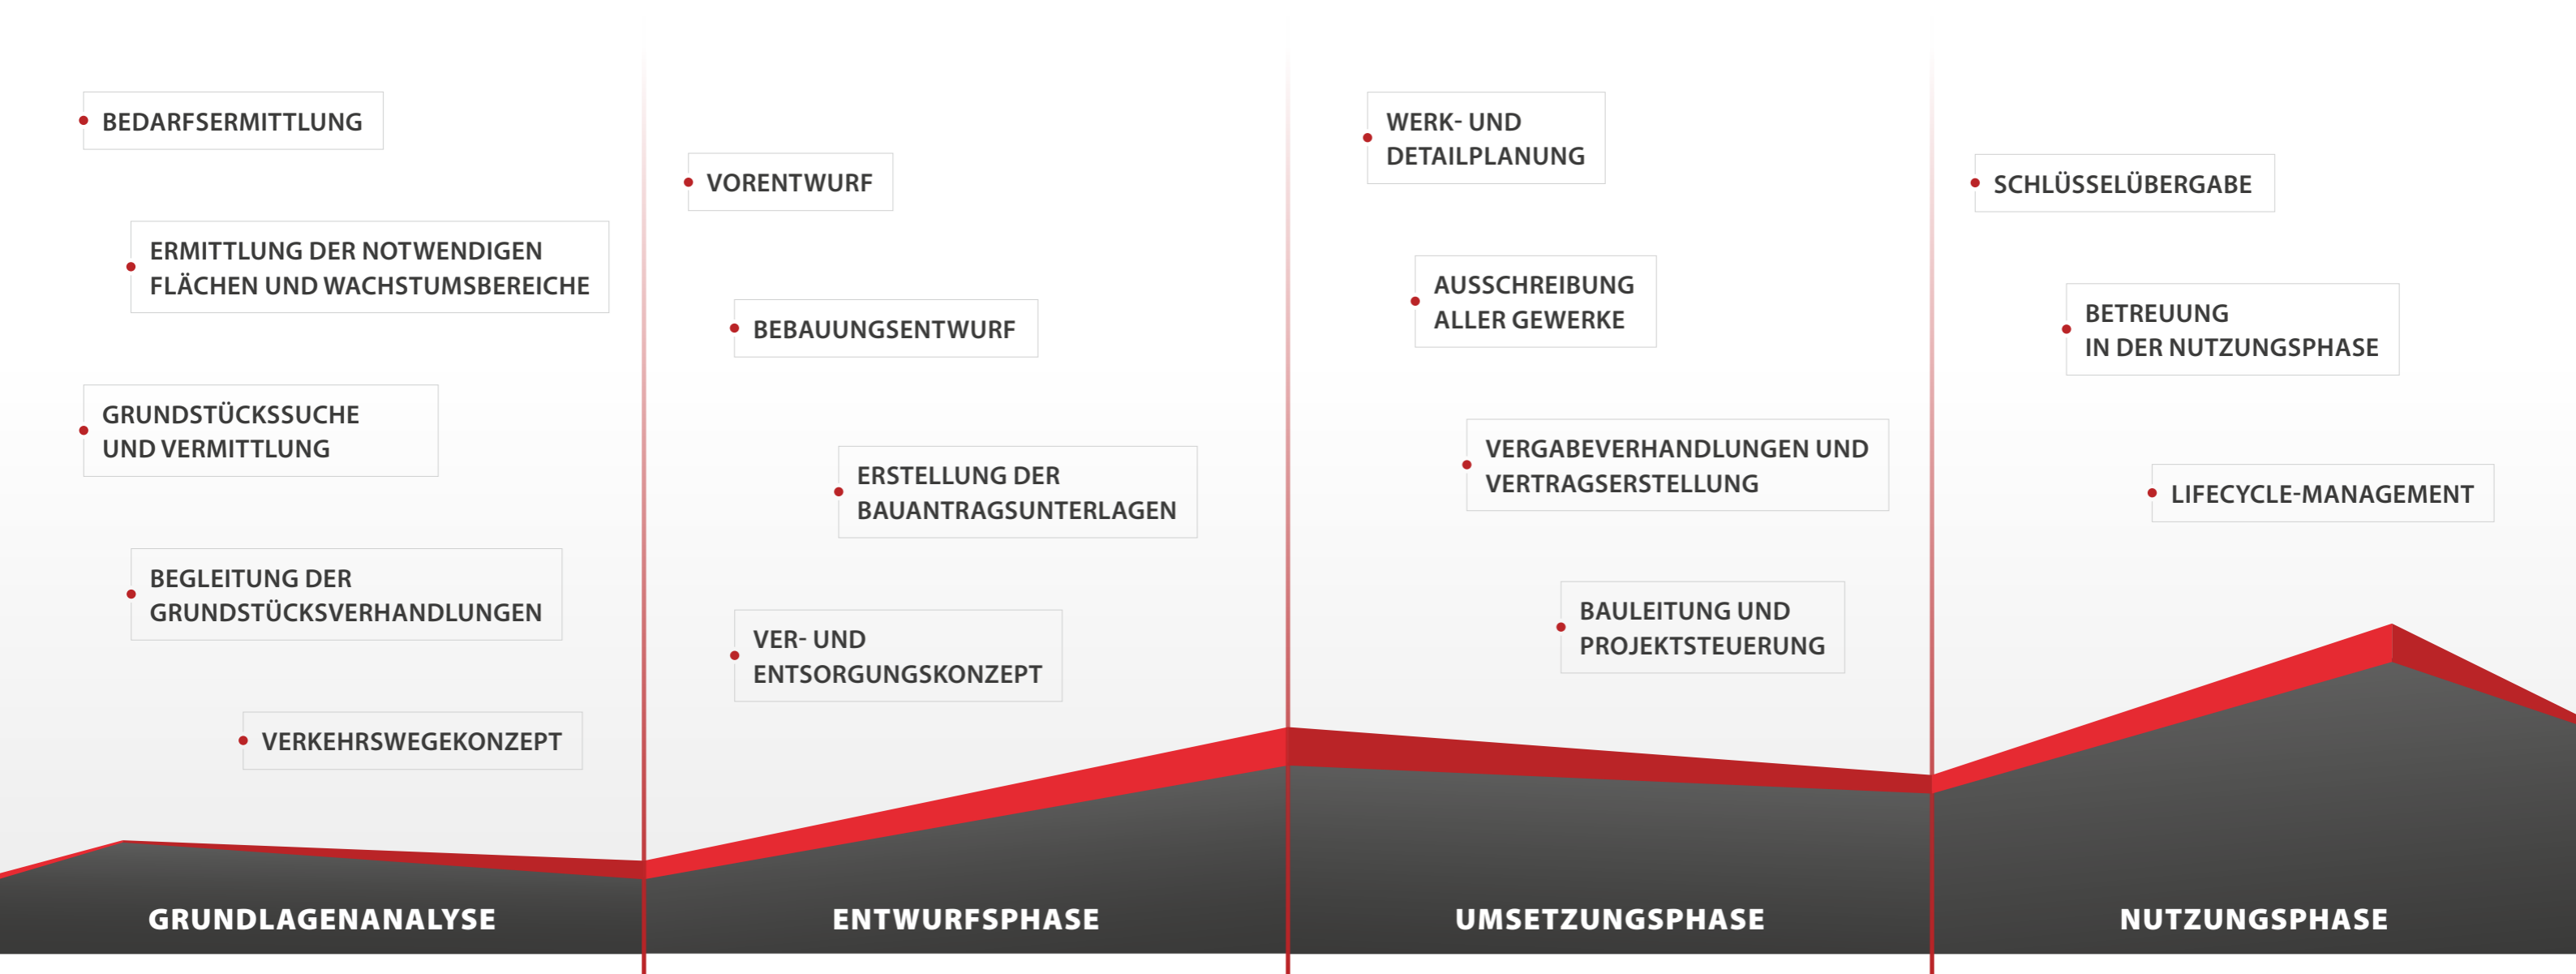 BEDARFSERMITTLUNG
ERMITTLUNG DER NOTWENDIGEN
FLÄCHEN UND WACHSTUMSBEREICHE
GRUNDSTÜCKSSUCHE
UND VERMITTLUNG
BEGLEITUNG DER
GRUNDSTÜCKSVERHANDLUNGEN
VERKEHRSWEGEKONZEPT
GRUNDLAGENANALYSE
VORENTWURF
BEBAUUNGSENTWURF
ERSTELLUNG DER
BAUANTRAGSUNTERLAGEN
VER- UND
ENTSORGUNGSKONZEPT
ENTWURFSPHASE
WERK- UND
DETAILPLANUNG
AUSSCHREIBUNG
ALLER GEWERKE
VERGABEVERHANDLUNGEN UND
VERTRAGSERSTELLUNG
BAULEITUNG UND
PROJEKTSTEUERUNG
UMSETZUNGSPHASE
SCHLÜSSELÜBERGABE
BETREUUNG
IN DER NUTZUNGSPHASE
LIFECYCLE-MANAGEMENT
NUTZUNGSPHASE